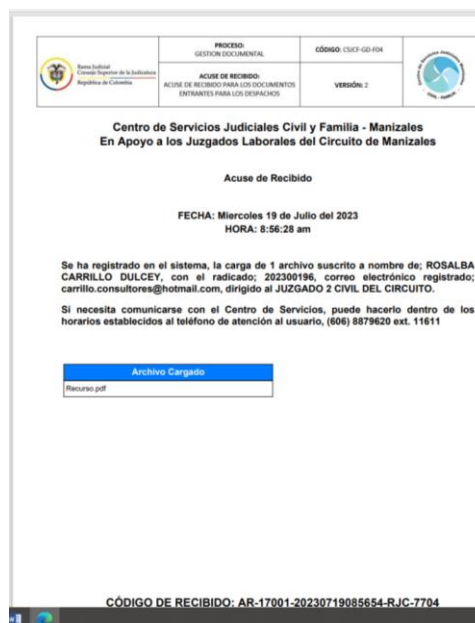 Rama Judicial
Consejo Superior de la Judicatura
República de Colombia
PROCESO:
GESTION DOCUMENTAL
CÓDIGO: CSJCF-GD-F04
ACUSE DE RECIBIDO:
ACUSE DE RECIBIDO PARA LOS DOCUMENTOS
ENTRANTES PARA LOS DESPACHOS
VERSIÓN: 2
Centro de Servicios Judiciales Civil y Familia - Manizales
En Apoyo a los Juzgados Laborales del Circuito de Manizales
Acuse de Recibido
FECHA: Miercoles 19 de Julio del 2023
HORA: 8:56:28 am
Se ha registrado en el sistema, la carga de 1 archivo suscrito a nombre de; ROSALBA
CARRILLO DULCEY, con el radicado; 202300196, correo electrónico registrado;
carrillo.consultores@hotmail.com, dirigido al JUZGADO 2 CIVIL DEL CIRCUITO.
Si necesita comunicarse con el Centro de Servicios, puede hacerlo dentro de los
horarios establecidos al teléfono de atención al usuario, (606) 8879620 ext. 11611
Archivo Cargado
Recurso.pdf
CÓDIGO DE RECIBIDO: AR-17001-20230719085654-RJC-7704